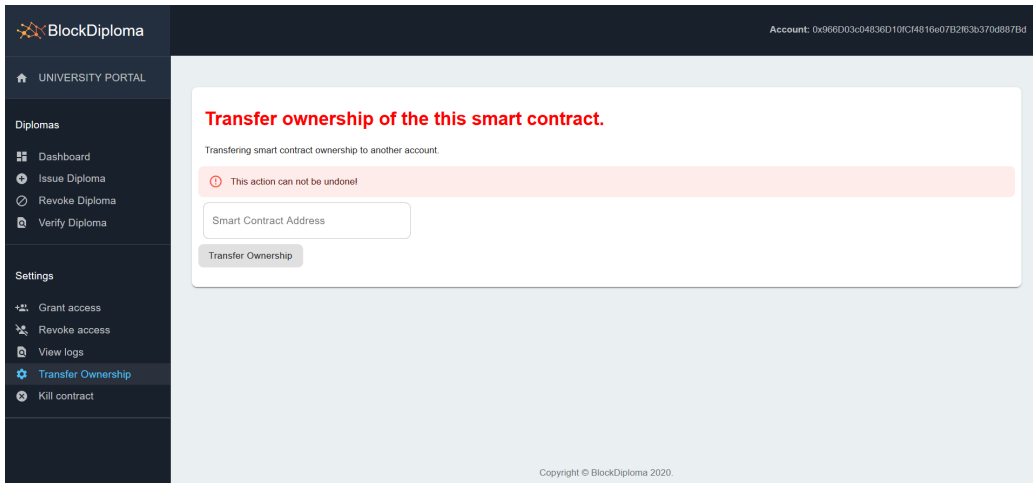 BlockDiploma
Account: 0x966D03c04836D10fCf4816e07B2f63b370d887Bd
UNIVERSITY PORTAL
Diplomas
Dashboard
Issue Diploma
Revoke Diploma
Verify Diploma
Settings
Grant access
Revoke access
View logs
Transfer Ownership
Kill contract
Transfer ownership of the this smart contract.
Transfering smart contract ownership to another account.
This action can not be undone!
Smart Contract Address
Transfer Ownership
Copyright © BlockDiploma 2020.